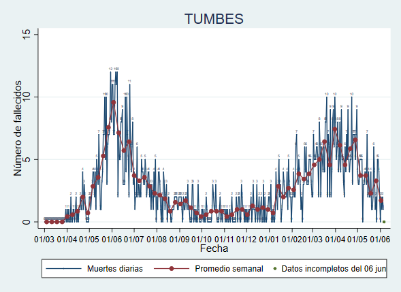 TUMBES
Número de fallecidos
15
10
5
0
01/03 01/04 01/05 01/06 01/07 01/08 01/09 01/10 01/11 01/12 01/01 01/02 01/03 01/04 01/05 01/06
Fecha
Muertes diarias Promedio semanal Datos incompletos del 06 jun